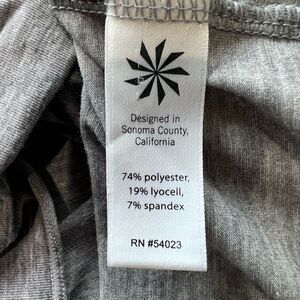 Designed in
Sonoma County,
California
74% polyester,
19% lyocell,
7% spandex
RN #54023